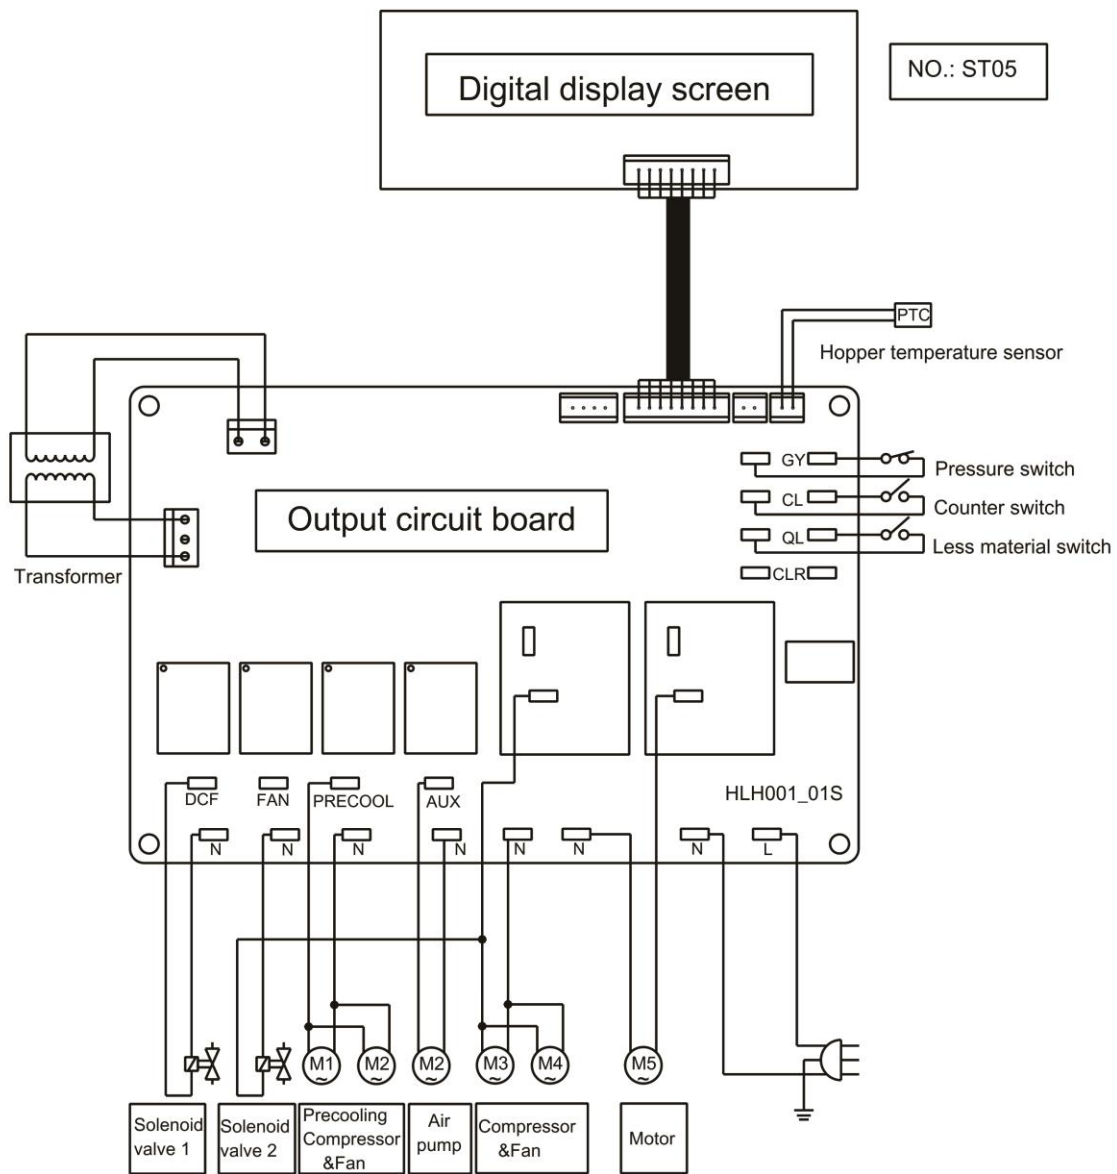 Digital display screen
NO.: ST05
PTC
Hopper temperature sensor
GY
Pressure switch
CL
Counter switch
QL
Less material switch
CLR
Output circuit board
Transformer
DCF
FAN
PRECOOL
AUX
HLH001_01S
N
N
N
N
N
N
N
L
M1
~
M2
~
M2
~
M3
~
M4
~
M5
~
Solenoid
valve 1
Solenoid
valve 2
Precooling
Compressor
&Fan
Air
pump
Compressor
&Fan
Motor